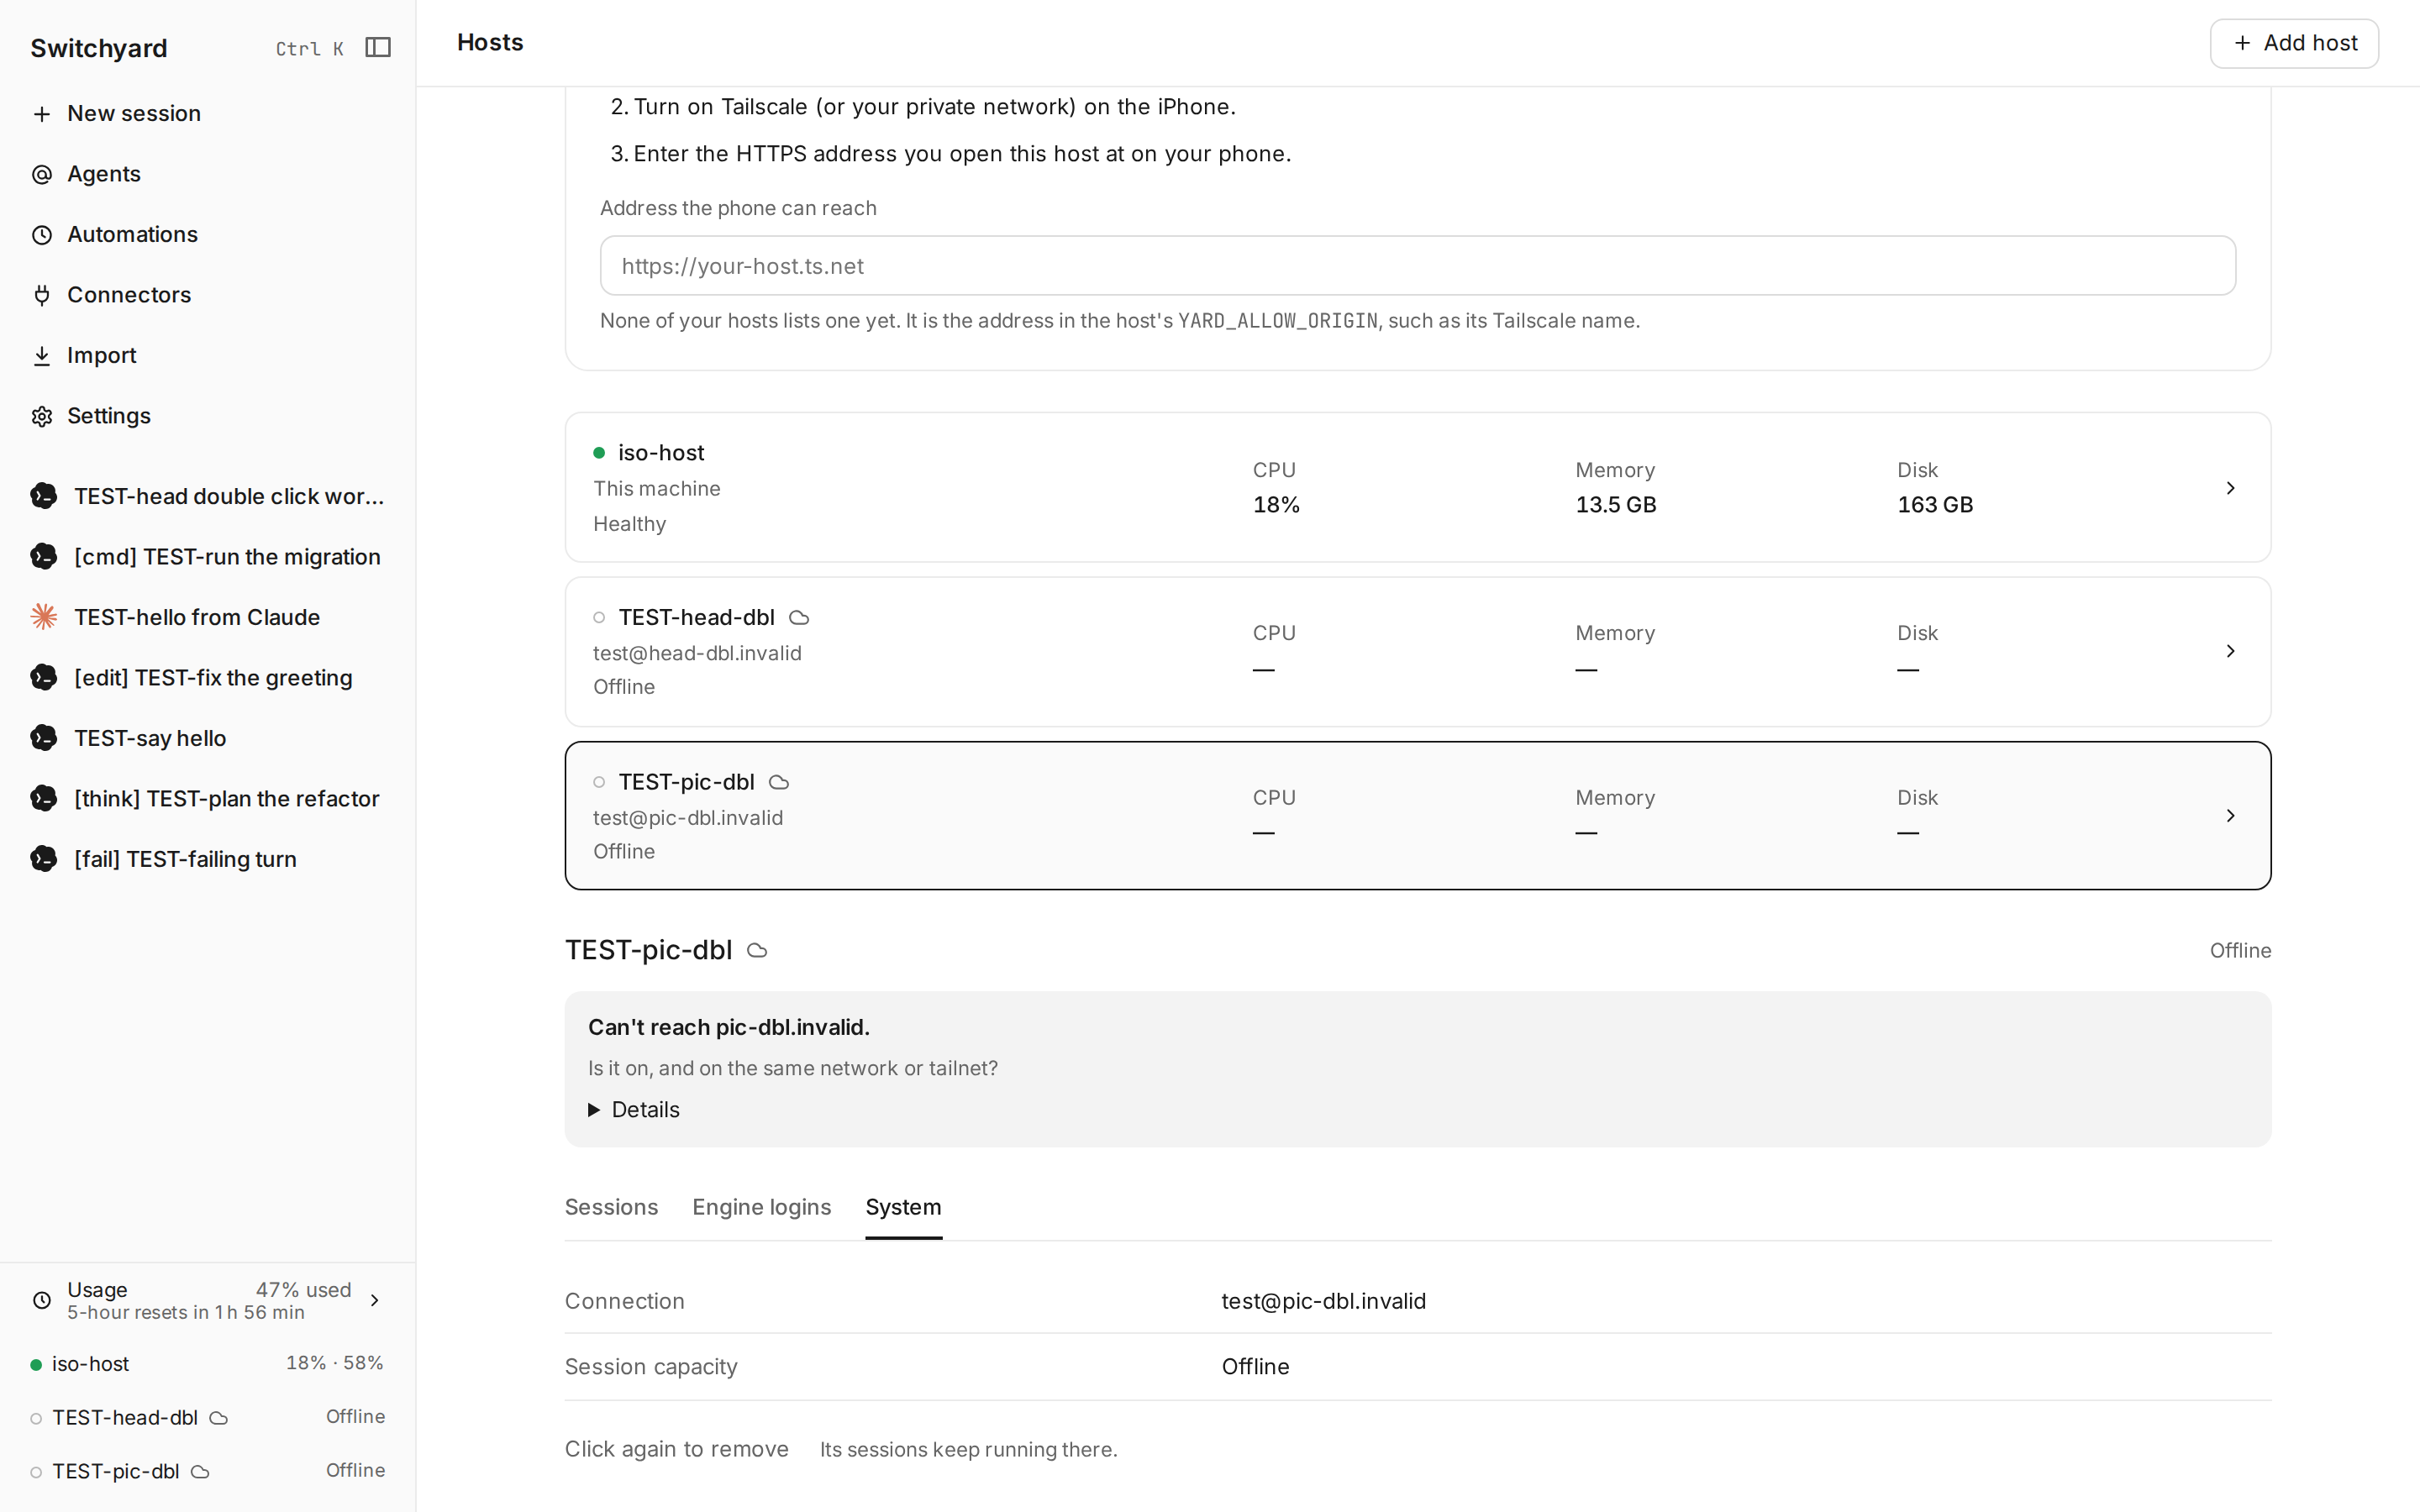 Switchyard
Ctrl K
New session
Agents
Automations
Connectors
Import
Settings
TEST-head double click wor...
[cmd] TEST-run the migration
TEST-hello from Claude
[edit] TEST-fix the greeting
TEST-say hello
[think] TEST-plan the refactor
[fail] TEST-failing turn
Usage 47% used
5-hour resets in 1 h 56 min
iso-host 18% · 58%
TEST-head-dbl Offline
TEST-pic-dbl Offline
Hosts
Add host
2. Turn on Tailscale (or your private network) on the iPhone.
3. Enter the HTTPS address you open this host at on your phone.
Address the phone can reach
https://your-host.ts.net
None of your hosts lists one yet. It is the address in the host's YARD_ALLOW_ORIGIN, such as its Tailscale name.
iso-host
This machine
Healthy
CPU Memory Disk
18% 13.5 GB 163 GB
TEST-head-dbl
test@head-dbl.invalid
Offline
CPU Memory Disk
— — —
TEST-pic-dbl
test@pic-dbl.invalid
Offline
CPU Memory Disk
— — —
TEST-pic-dbl Offline
Can't reach pic-dbl.invalid.
Is it on, and on the same network or tailnet?
Details
Sessions Engine logins System
Connection test@pic-dbl.invalid
Session capacity Offline
Click again to remove Its sessions keep running there.